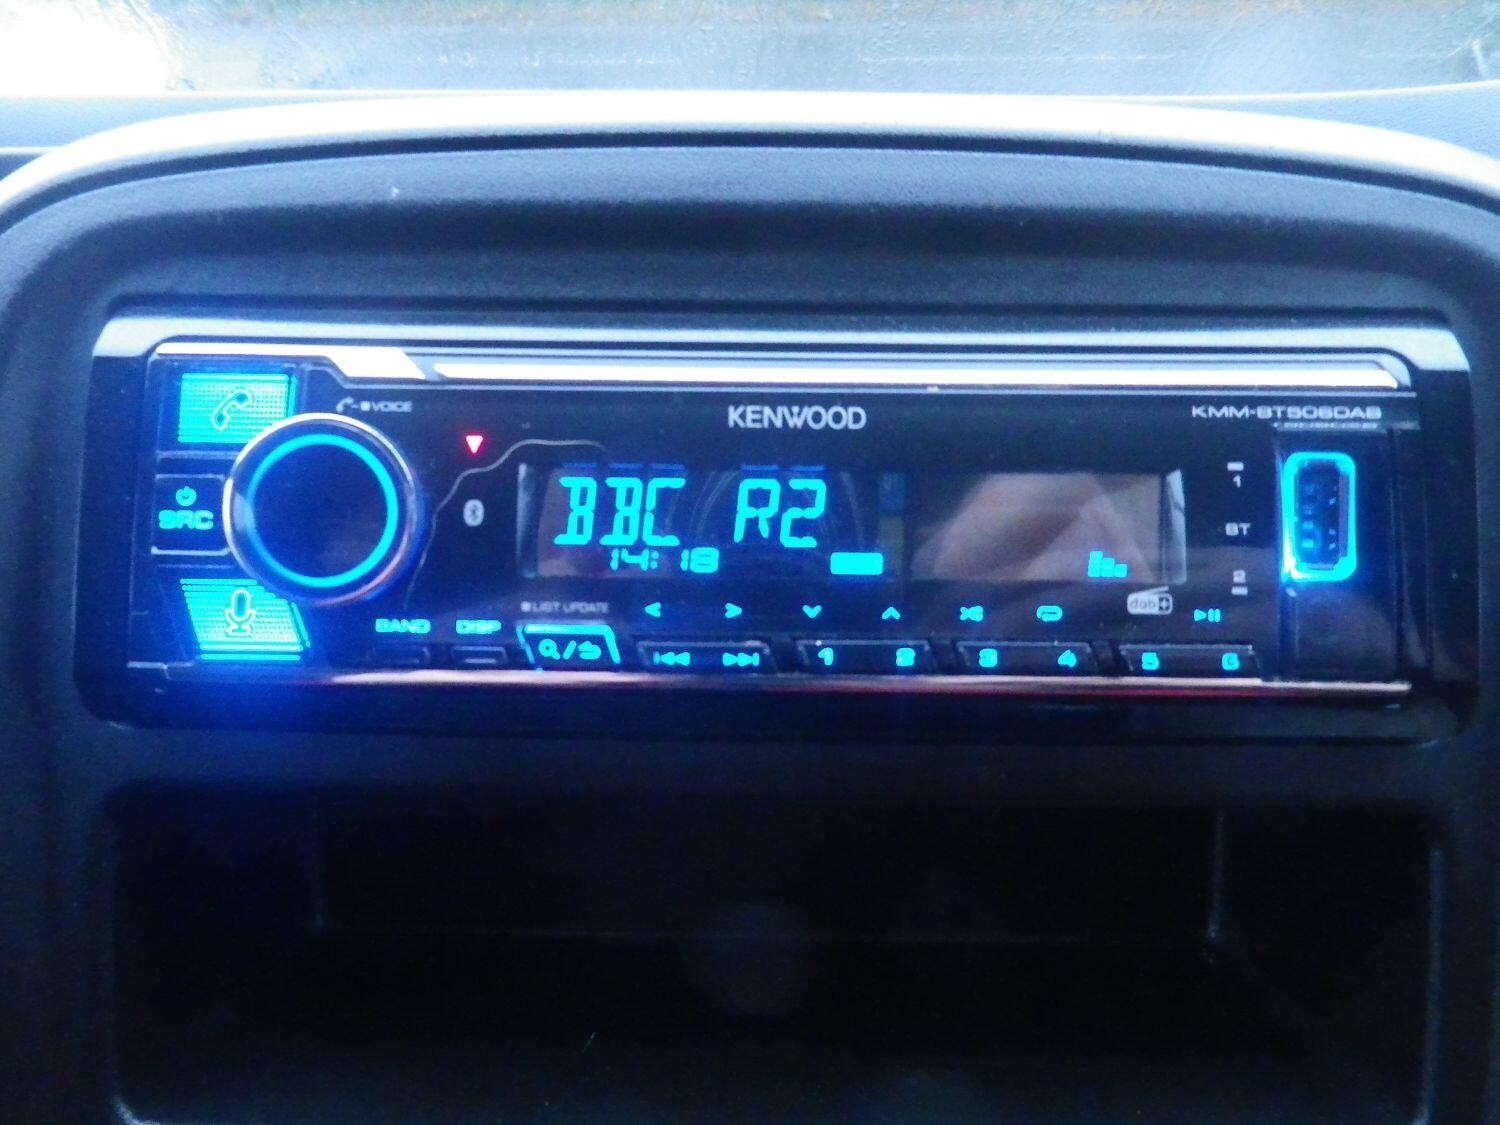 VOICE
KENWOOD
KMM-BT506DAB
BBC R2
14:18
SRC
1
BT
2
LIST UPDATE
dab+
BAND
DISP
Q/
1 2 3 4 5 6